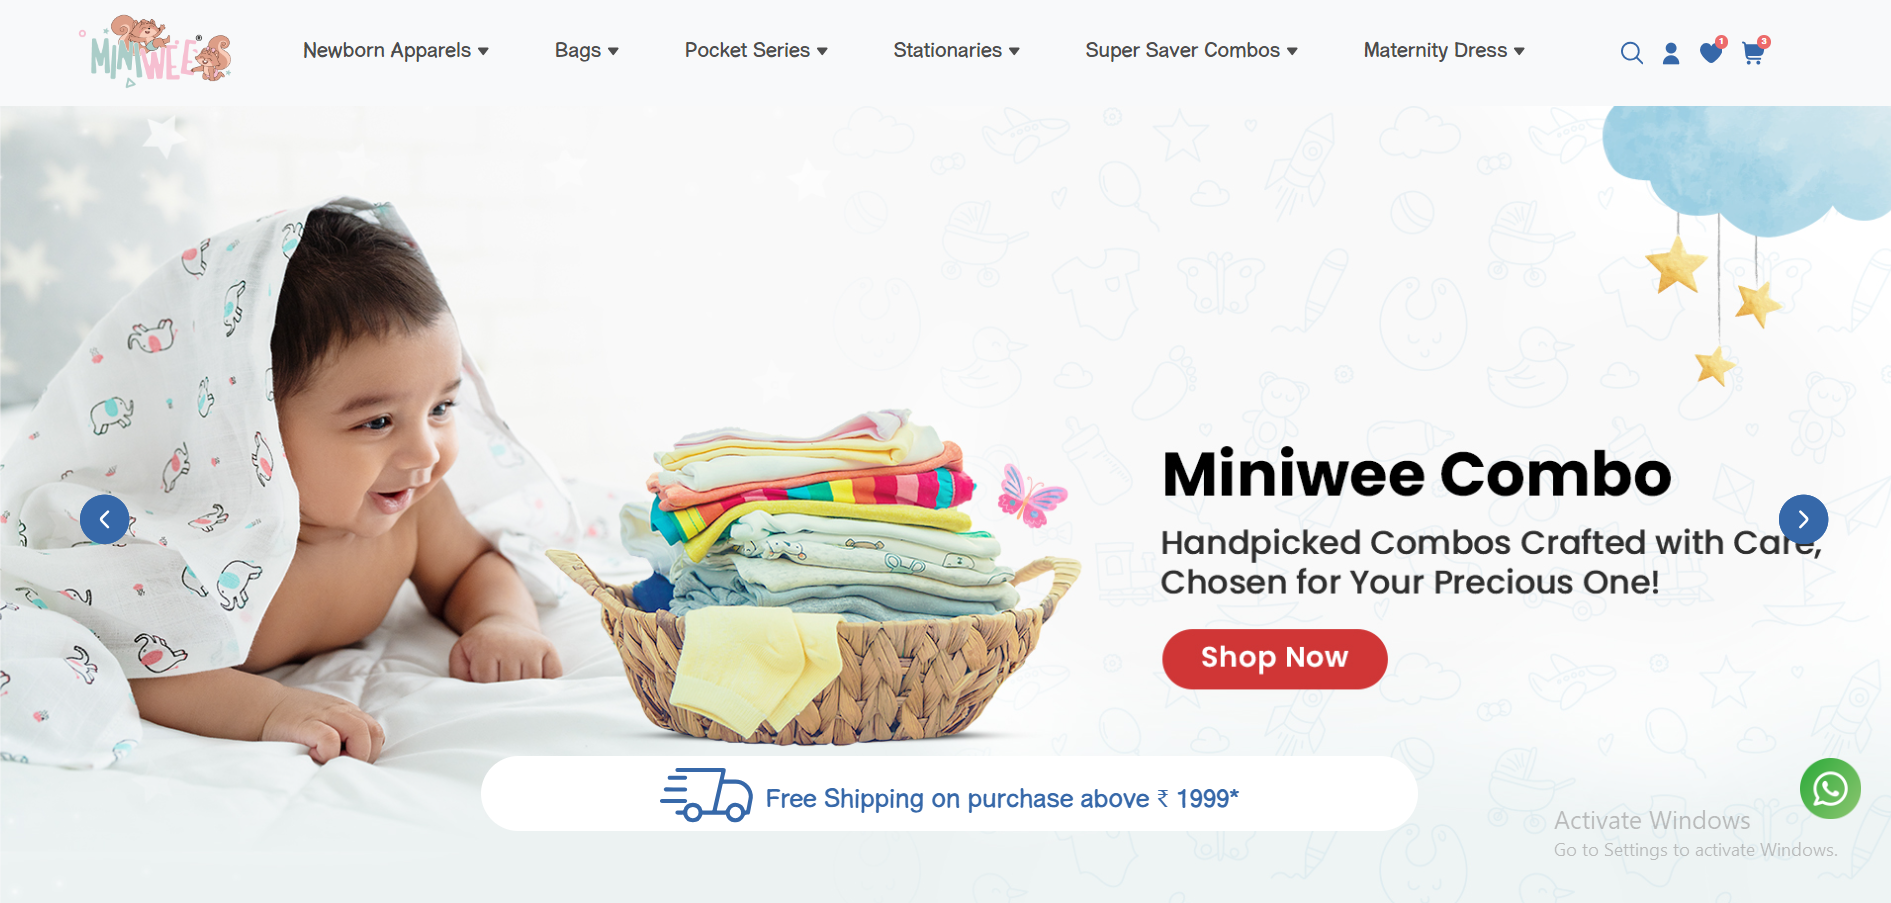 MINIWEE®
Newborn Apparels
Bags
Pocket Series
Stationaries
Super Saver Combos
Maternity Dress
1
3
Miniwee Combo
Handpicked Combos Crafted with Care,
Chosen for Your Precious One!
Shop Now
Free Shipping on purchase above ₹ 1999*
Activate Windows
Go to Settings to activate Windows.